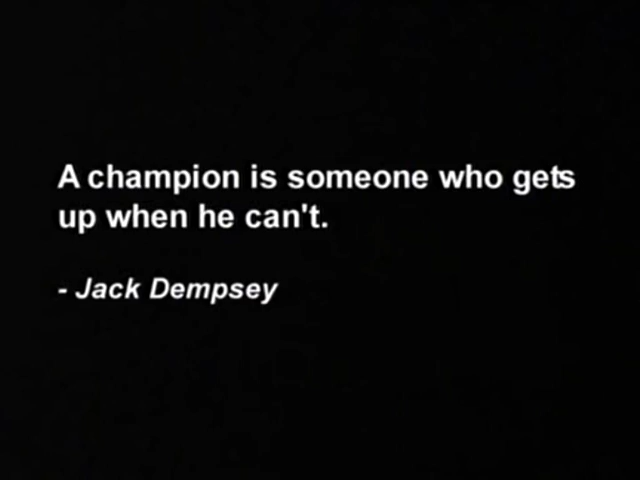 A champion is someone who gets
up when he can't.
- Jack Dempsey